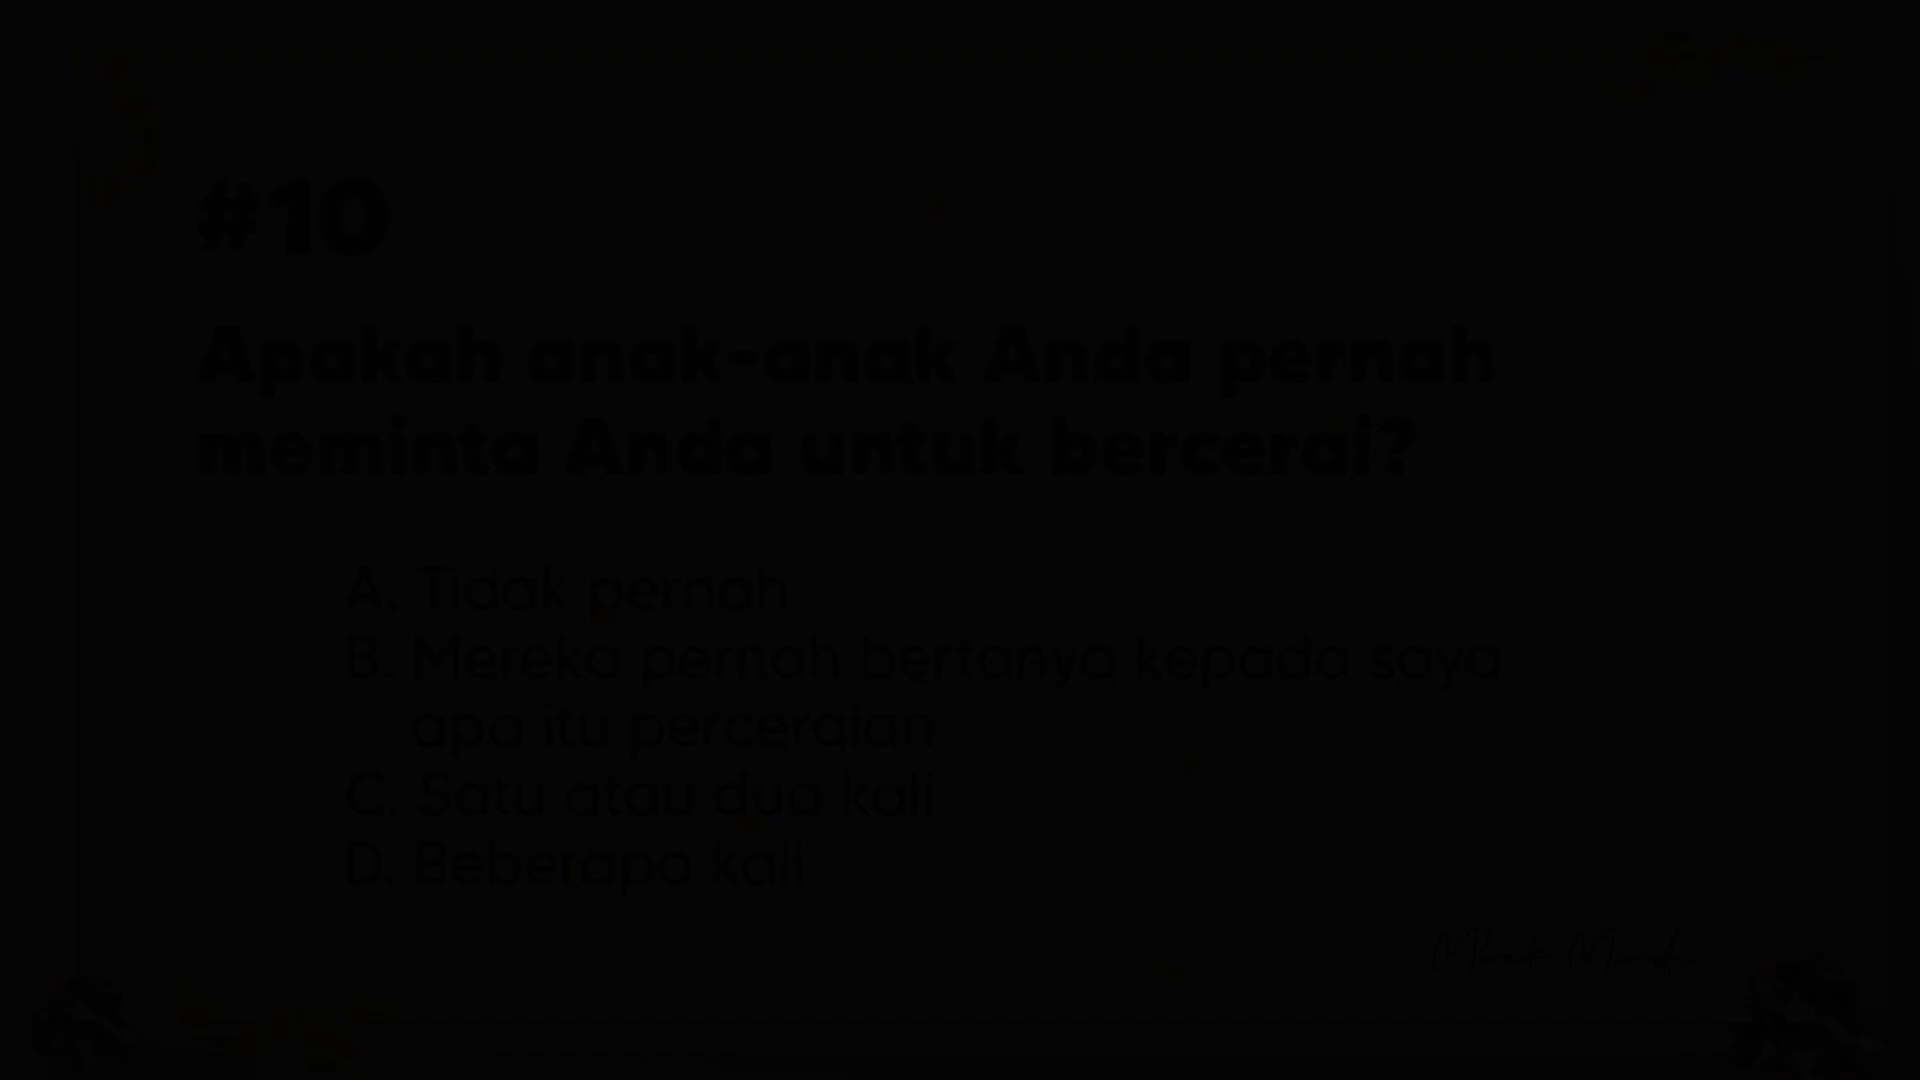 #10
Apakah anak-anak Anda pernah
meminta Anda untuk bercerai?
A. Tidak pernah
B. Mereka pernah bertanya kepada saya
apa itu perceraian
C. Satu atau dua kali
D. Beberapa kali